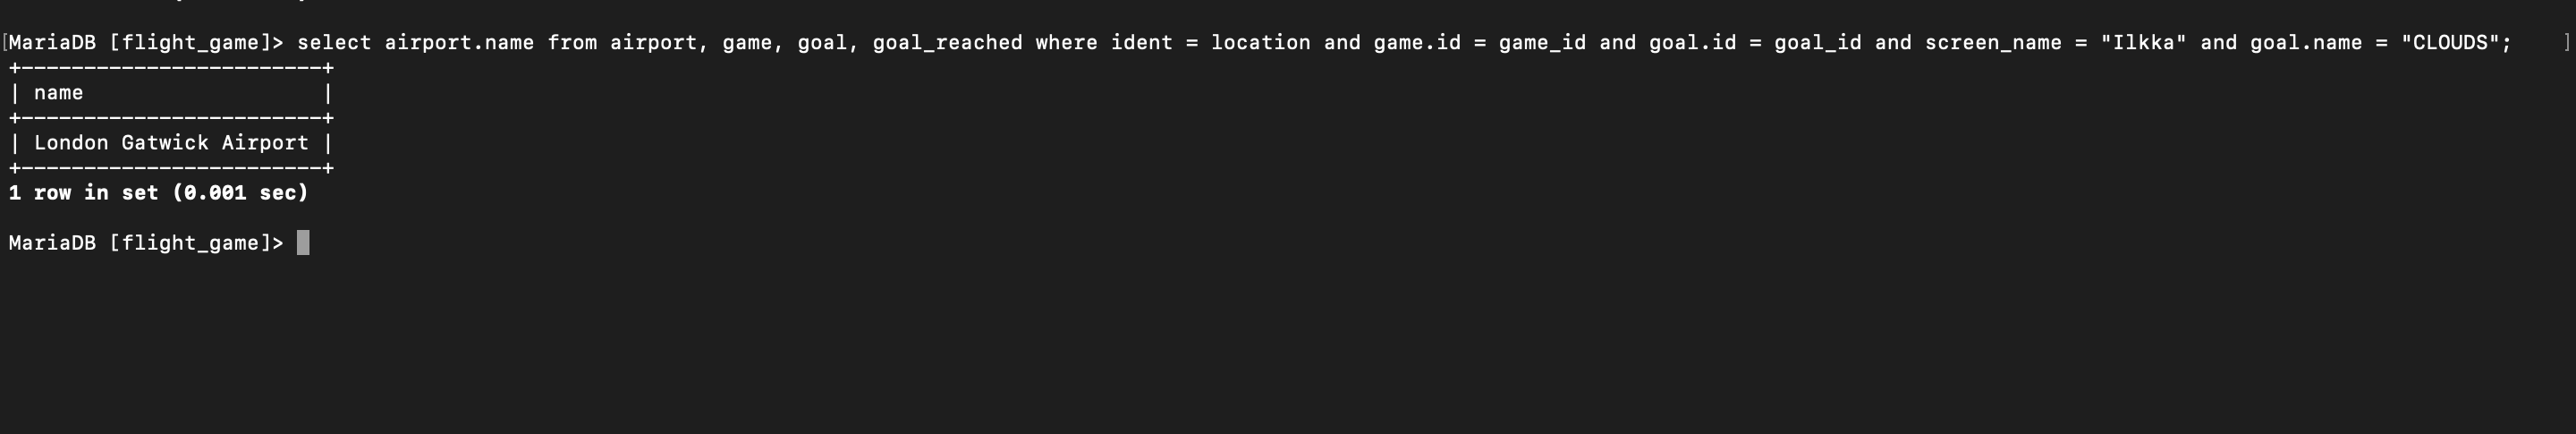 [MariaDB [flight_game]> select airport.name from airport, game, goal, goal_reached where ident = location and game.id = game_id and goal.id = goal_id and screen_name = "Ilkka" and goal.name = "CLOUDS"; ]
+------------------------+
| name                   |
+------------------------+
| London Gatwick Airport |
+------------------------+
1 row in set (0.001 sec)
MariaDB [flight_game]>